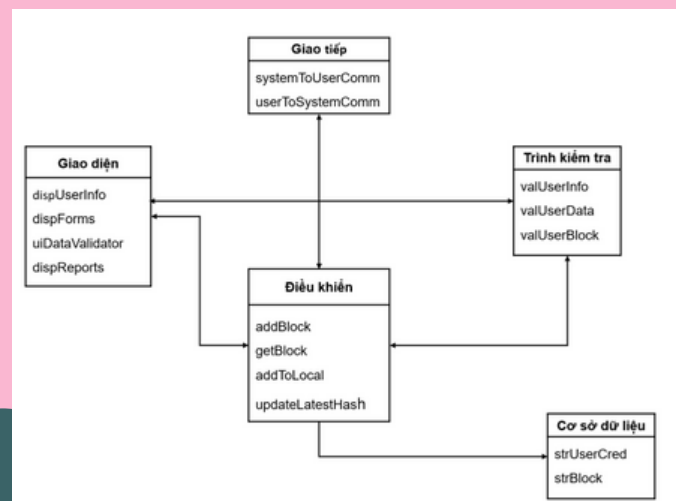 Giao tiếp
systemToUserComm
userToSystemComm
Giao diện
dispUserInfo
dispForms
uiDataValidator
dispReports
Trình kiểm tra
valUserInfo
valUserData
valUserBlock
Điều khiển
addBlock
getBlock
addToLocal
updateLatestHash
Cơ sở dữ liệu
strUserCred
strBlock